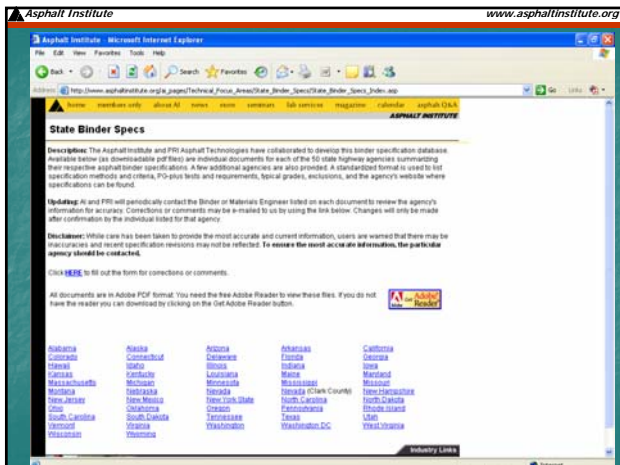 Asphalt Institute www.asphaltinstitute.org
Asphalt Institute - Microsoft Internet Explorer
File Edit View Favorites Tools Help
Back Search Favorites
Address http://www.asphaltinstitute.org/ai_pages/Technical_Focus_Areas/State_Binder_Specs/State_Binder_Specs_Index.asp Go Links
home members only about AI news store seminars lab services magazine calendar asphalt Q&A
ASPHALT INSTITUTE
State Binder Specs
Description: The Asphalt Institute and PRI Asphalt Technologies have collaborated to develop this binder specification database.
Available below (as downloadable pdf files) are individual documents for each of the 50 state highway agencies summarizing
their respective asphalt binder specifications. A few additional agencies are also provided. A standardized format is used to list
specification methods and criteria, PG-plus tests and requirements, typical grades, exclusions, and the agency's website where
specifications can be found.
Updating: AI and PRI will periodically contact the Binder or Materials Engineer listed on each document to review the agency's
information for accuracy. Corrections or comments may be e-mailed to us by using the link below. Changes will only be made
after confirmation by the individual listed for that agency.
Disclaimer: While care has been taken to provide the most accurate and current information, users are warned that there may be
inaccuracies and recent specification revisions may not be reflected. To ensure the most accurate information, the particular
agency should be contacted.
Click HERE to fill out the form for corrections or comments.
All documents are in Adobe PDF format. You need the free Adobe Reader to view these files. If you do not
have the reader you can download by clicking on the Get Adobe Reader button.
Get Adobe Reader
Alabama Alaska Arizona Arkansas California
Colorado Connecticut Delaware Florida Georgia
Hawaii Idaho Illinois Indiana Iowa
Kansas Kentucky Louisiana Maine Maryland
Massachusetts Michigan Minnesota Mississippi Missouri
Montana Nebraska Nevada Nevada (Clark County) New Hampshire
New Jersey New Mexico New York State North Carolina North Dakota
Ohio Oklahoma Oregon Pennsylvania Rhode Island
South Carolina South Dakota Tennessee Texas Utah
Vermont Virginia Washington Washington DC West Virginia
Wisconsin Wyoming
Industry Links
Internet